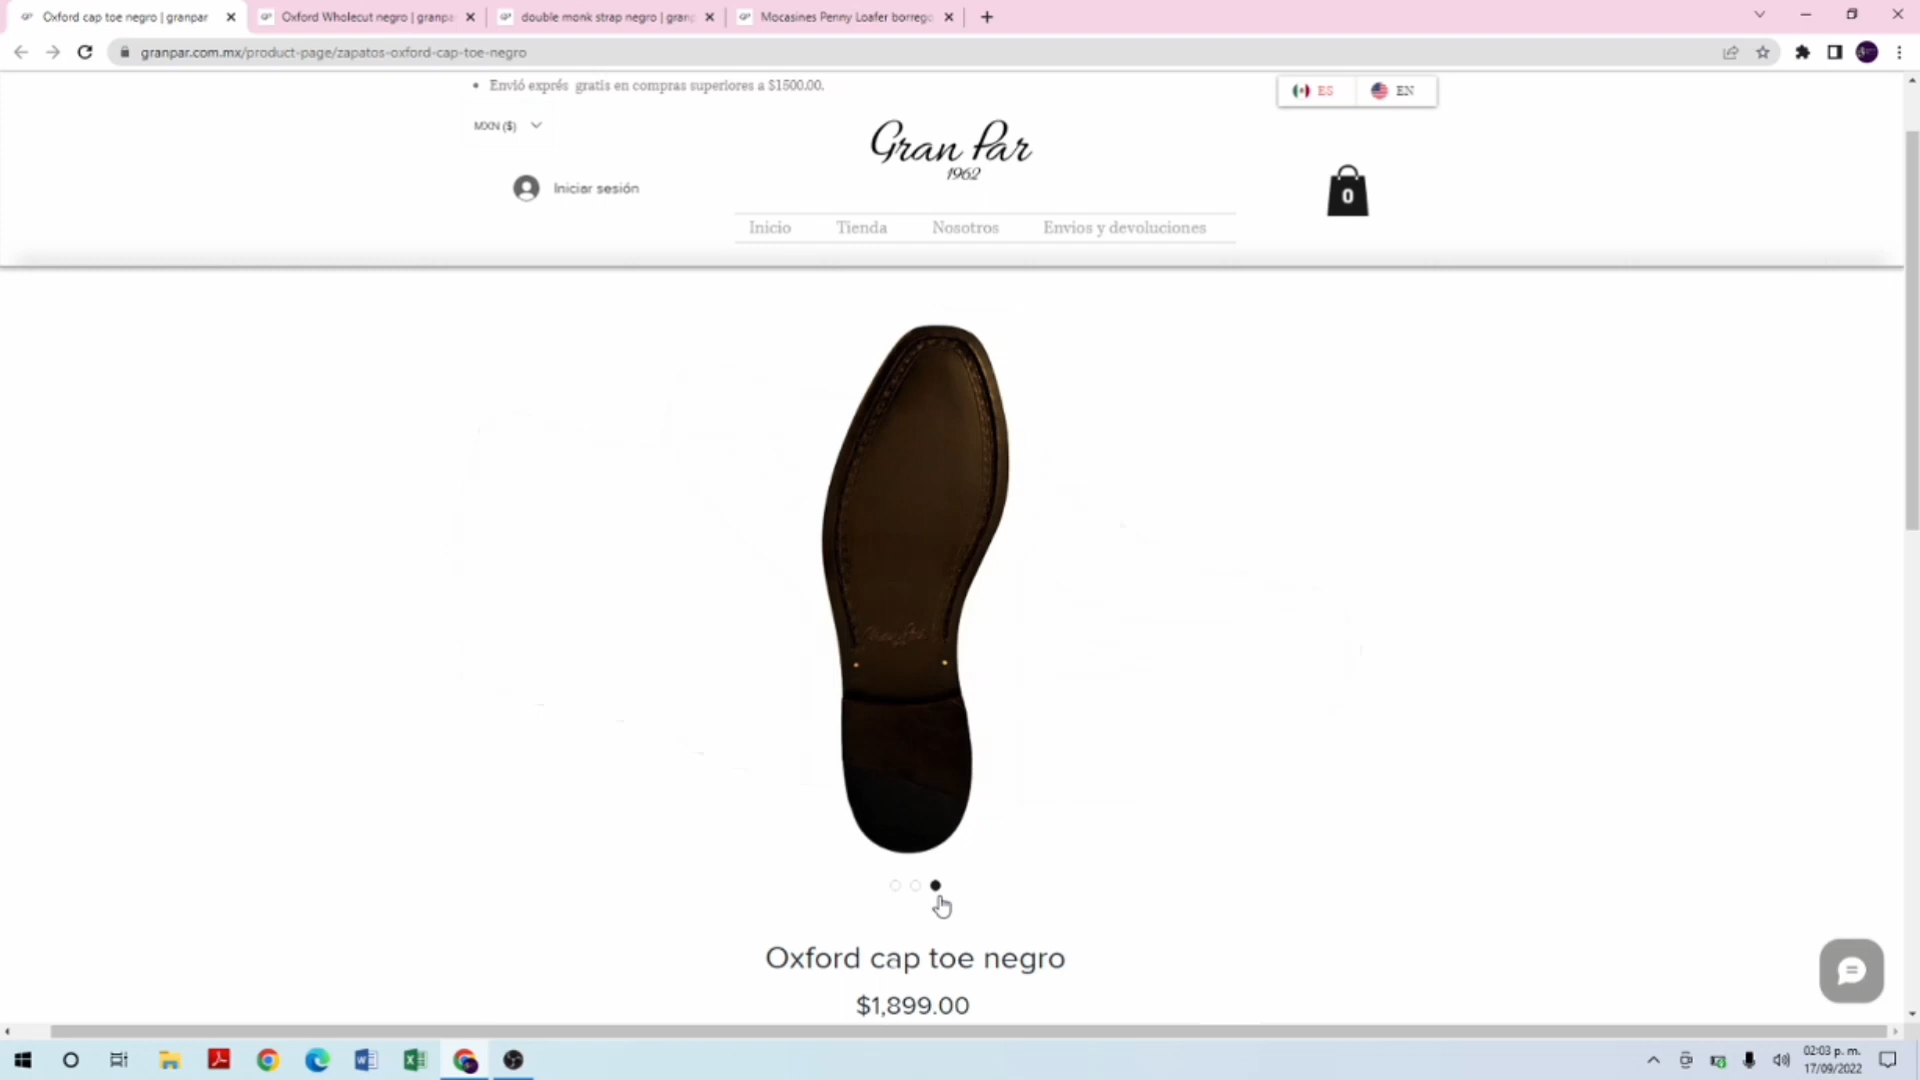 Oxford cap toe negro | granpar
Oxford Wholecut negro | granpa
double monk strap negro | gran
Mocasines Penny Loafer borrego
granpar.com.mx/product-page/zapatos-oxford-cap-toe-negro
Envió exprés gratis en compras superiores a $1500.00.
ES
EN
MXN ($)
Gran Par
1962
Iniciar sesión
0
Inicio
Tienda
Nosotros
Envios y devoluciones
Gran Par
Oxford cap toe negro
$1,899.00
02:03 p. m.
17/09/2022